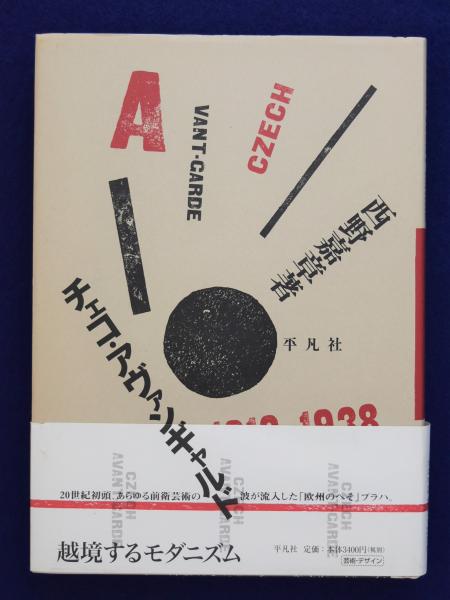 A
VANT-GARDE
CZECH
西野嘉章著
チェコ・アヴァンギャルド
平凡社
1938
20世紀初頭、あらゆる前衛芸術の
波が流入した「欧州のへそ」プラハ。
CZECH
AVANT-GARDE
CZECH
AVANT-GARDE
CZECH
AVANT-GARDE
越境するモダニズム
平凡社 定価：本体3400円(税別)
芸術・デザイン